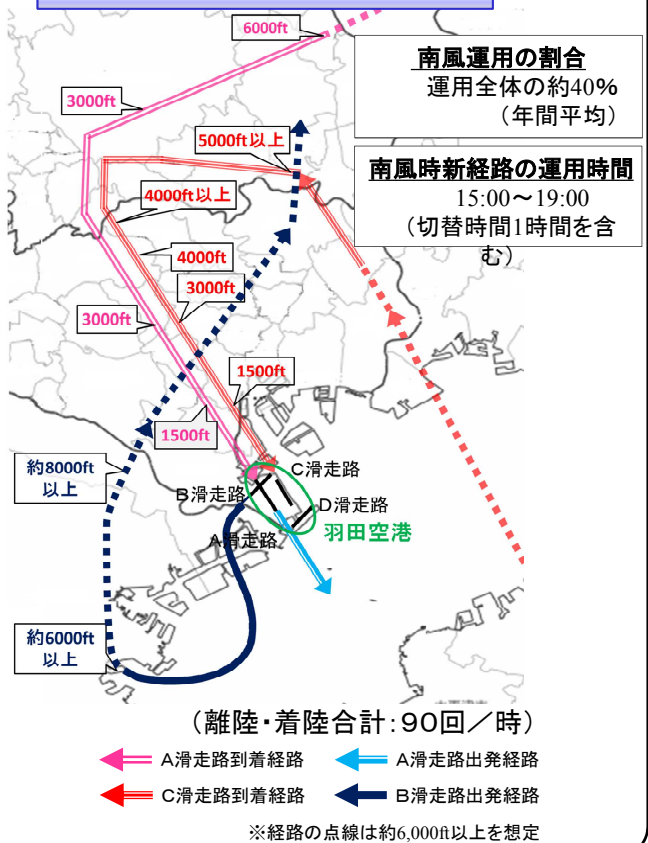 6000ft
南風運用の割合
運用全体の約40%
（年間平均）
3000ft
5000ft以上
南風時新経路の運用時間
15:00～19:00
（切替時間1時間を含
む）
4000ft以上
4000ft
3000ft
3000ft
1500ft
1500ft
約8000ft
以上
C滑走路
B滑走路
D滑走路
A滑走路
羽田空港
約6000ft
以上
（離陸・着陸合計：90回／時）
A滑走路到着経路
A滑走路出発経路
C滑走路到着経路
B滑走路出発経路
※経路の点線は約6,000ft以上を想定